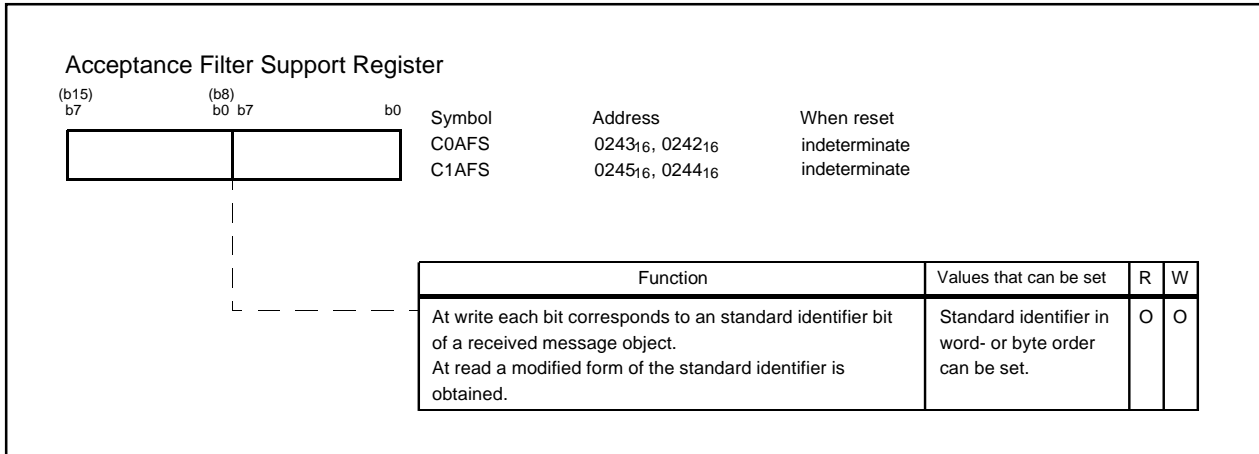 Acceptance Filter Support Register
(b15) (b8)
b7 b0 b7 b0
Symbol Address When reset
C0AFS 0243₁₆, 0242₁₆ indeterminate
C1AFS 0245₁₆, 0244₁₆ indeterminate
Function Values that can be set R W
At write each bit corresponds to an standard identifier bit Standard identifier in O O
of a received message object. word- or byte order
At read a modified form of the standard identifier is can be set.
obtained.